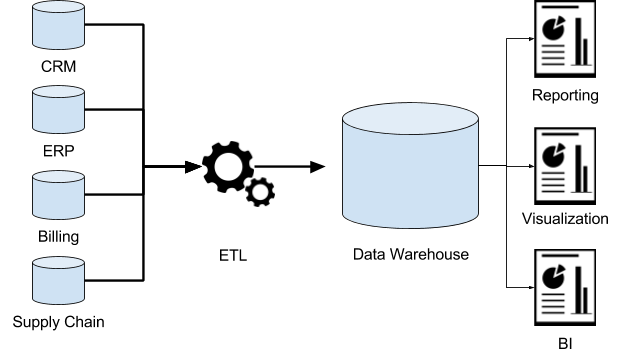 CRM
ERP
Billing
Supply Chain
ETL
Data Warehouse
Reporting
Visualization
BI